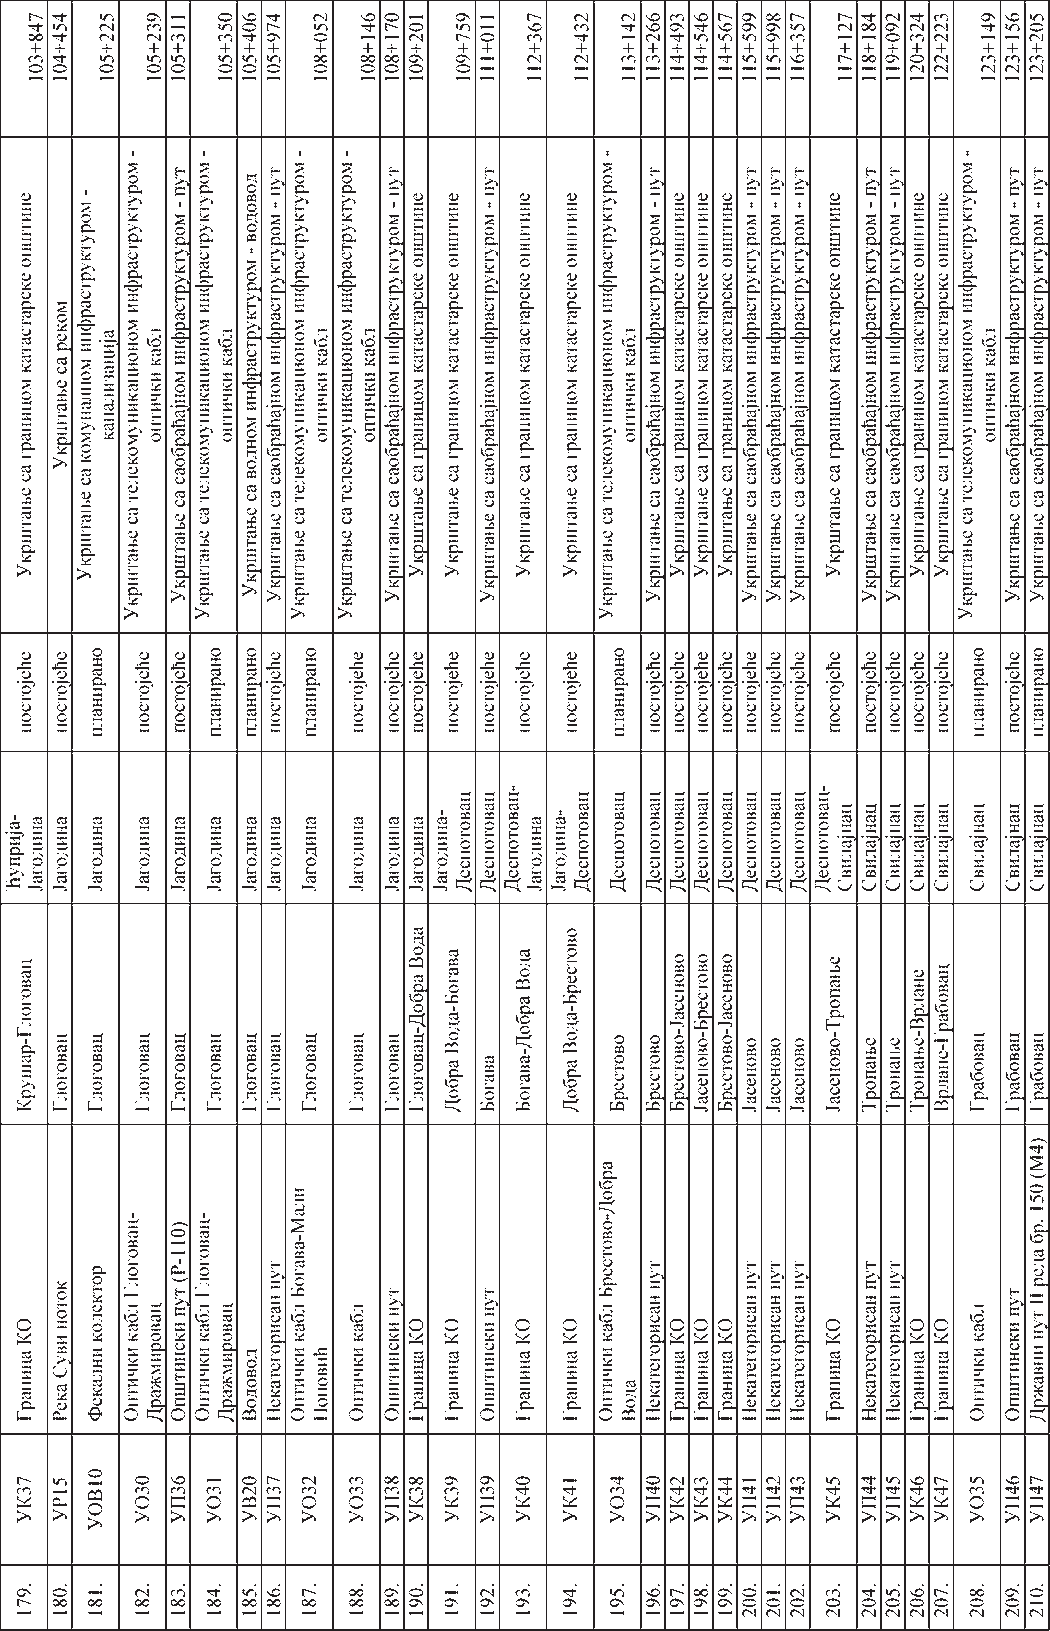 179. УК37 Граница КО Крушар-Глоговац Ћуприја-Јагодина постојеће Укрштање са границом катастарске општине 103+847
180. УР15 Река Суви поток Глоговац Јагодина постојеће Укрштање са реком 104+454
181. УОВ10 Фекални колектор Глоговац Јагодина планирано Укрштање са комуналном инфраструктуром - канализација 105+225
182. УО30 Оптички кабл Глоговац-Дражмировац Глоговац Јагодина постојеће Укрштање са телекомуникационом инфраструктуром - оптички кабл 105+239
183. УП36 Општински пут (Р-110) Глоговац Јагодина постојеће Укрштање са саобраћајном инфраструктуром - пут 105+311
184. УО31 Оптички кабл Глоговац-Дражмировац Глоговац Јагодина планирано Укрштање са телекомуникационом инфраструктуром - оптички кабл 105+350
185. УВ20 Водовод Глоговац Јагодина планирано Укрштање са водном инфраструктуром - водовод 105+406
186. УП37 Некатегорисан пут Глоговац Јагодина постојеће Укрштање са саобраћајном инфраструктуром - пут 105+974
187. УО32 Оптички кабл Богава-Мали Поповић Глоговац Јагодина планирано Укрштање са телекомуникационом инфраструктуром - оптички кабл 108+052
188. УО33 Оптички кабл Глоговац Јагодина постојеће Укрштање са телекомуникационом инфраструктуром - оптички кабл 108+146
189. УП38 Општински пут Глоговац Јагодина постојеће Укрштање са саобраћајном инфраструктуром - пут 108+170
190. УК38 Граница КО Глоговац-Добра Вода Јагодина постојеће Укрштање са границом катастарске општине 109+201
191. УК39 Граница КО Добра Вода-Богава Јагодина-Деспотовац постојеће Укрштање са границом катастарске општине 109+759
192. УП39 Општински пут Богава Деспотовац постојеће Укрштање са саобраћајном инфраструктуром - пут 111+011
193. УК40 Граница КО Богава-Добра Вода Деспотовац-Јагодина постојеће Укрштање са границом катастарске општине 112+367
194. УК41 Граница КО Добра Вода-Брестово Јагодина-Деспотовац постојеће Укрштање са границом катастарске општине 112+432
195. УО34 Оптички кабл Брестово-Добра Вода Брестово Деспотовац планирано Укрштање са телекомуникационом инфраструктуром - оптички кабл 113+142
196. УП40 Некатегорисан пут Брестово Деспотовац постојеће Укрштање са саобраћајном инфраструктуром - пут 113+266
197. УК42 Граница КО Брестово-Јасеново Деспотовац постојеће Укрштање са границом катастарске општине 114+493
198. УК43 Граница КО Јасеново-Брестово Деспотовац постојеће Укрштање са границом катастарске општине 114+546
199. УК44 Граница КО Брестово-Јасеново Деспотовац постојеће Укрштање са границом катастарске општине 114+567
200. УП41 Некатегорисан пут Јасеново Деспотовац постојеће Укрштање са саобраћајном инфраструктуром - пут 115+599
201. УП42 Некатегорисан пут Јасеново Деспотовац постојеће Укрштање са саобраћајном инфраструктуром - пут 115+998
202. УП43 Некатегорисан пут Јасеново Деспотовац постојеће Укрштање са саобраћајном инфраструктуром - пут 116+357
203. УК45 Граница КО Јасеново-Тропање Деспотовац-Свилајнац постојеће Укрштање са границом катастарске општине 117+127
204. УП44 Некатегорисан пут Тропање Свилајнац постојеће Укрштање са саобраћајном инфраструктуром - пут 118+184
205. УП45 Некатегорисан пут Тропање Свилајнац постојеће Укрштање са саобраћајном инфраструктуром - пут 119+092
206. УК46 Граница КО Тропање-Врлане Свилајнац постојеће Укрштање са границом катастарске општине 120+324
207. УК47 Граница КО Врлане-Грабовац Свилајнац постојеће Укрштање са границом катастарске општине 122+223
208. УО35 Оптички кабл Грабовац Свилајнац планирано Укрштање са телекомуникационом инфраструктуром - оптички кабл 123+149
209. УП46 Општински пут Грабовац Свилајнац постојеће Укрштање са саобраћајном инфраструктуром - пут 123+156
210. УП47 Државни пут II реда бр. 150 (М4) Грабовац Свилајнац планирано Укрштање са саобраћајном инфраструктуром - пут 123+205